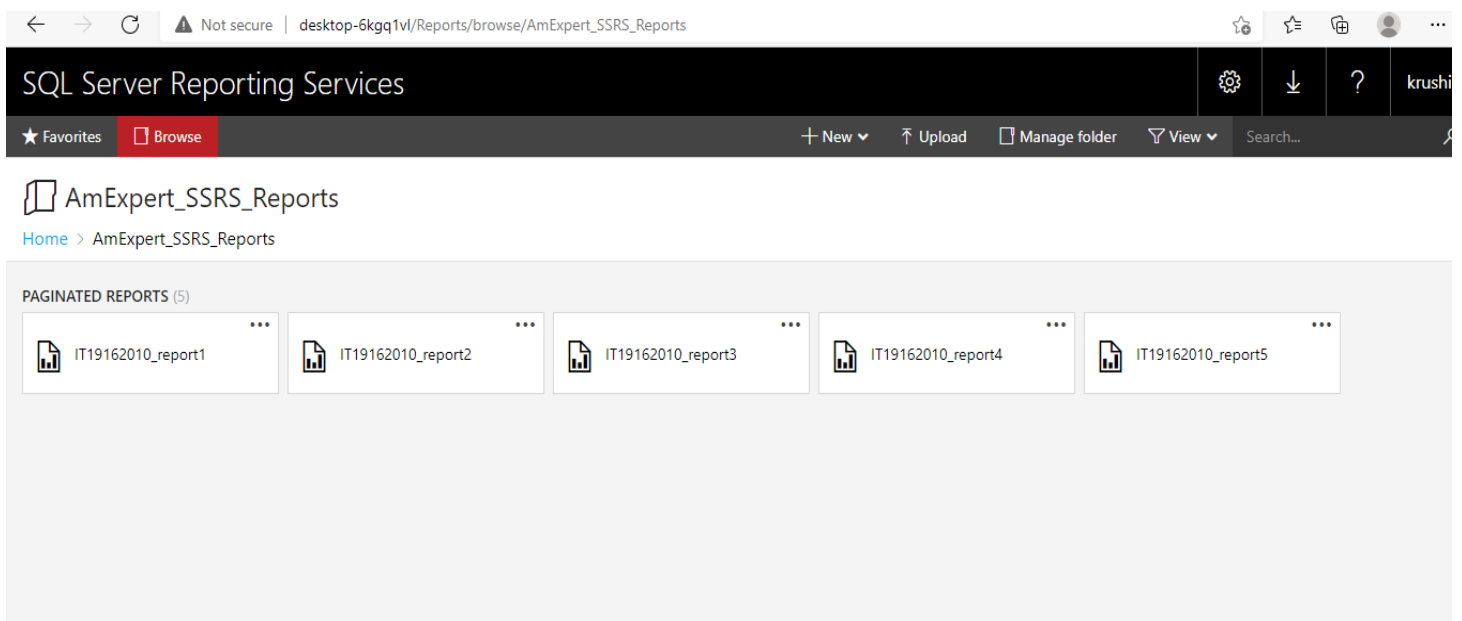 Not secure desktop-6kgq1vl/Reports/browse/AmExpert_SSRS_Reports
SQL Server Reporting Services ? krushi
Favorites Browse + New Upload Manage folder View Search...
AmExpert_SSRS_Reports
Home > AmExpert_SSRS_Reports
PAGINATED REPORTS (5)
IT19162010_report1 IT19162010_report2 IT19162010_report3 IT19162010_report4 IT19162010_report5